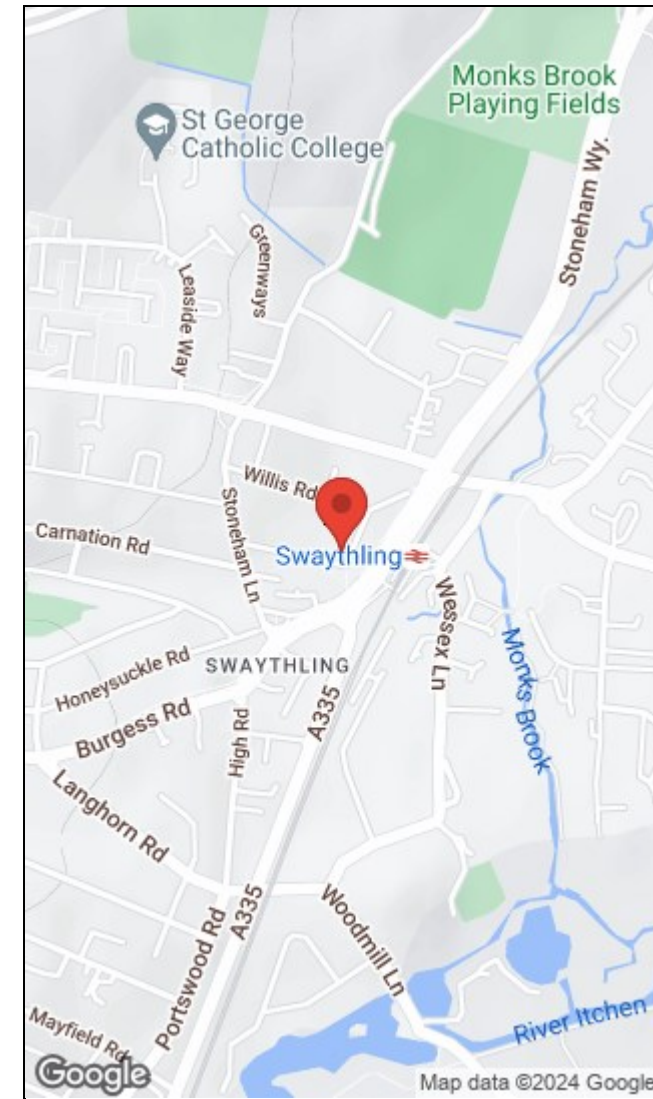 Monks Brook
Playing Fields
St George
Catholic College
Stoneham Wy.
Greenways
Leaside Way
Willis Rd
Stoneham Ln
Carnation Rd
Swaythling
Wessex Ln
Monks Brook
Honeysuckle Rd
SWAYTHLING
Burgess Rd
High Rd
A335
Langhorn Rd
A335
Portswood Rd
Woodmill Ln
Mayfield Rd
River Itchen
Google
Map data ©2024 Google